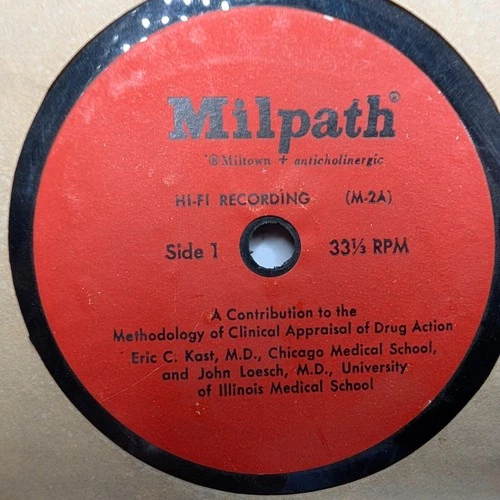 Milpath®
®Miltown + anticholinergic
HI-FI RECORDING (M-2A)
Side 1 33⅓ RPM
A Contribution to the
Methodology of Clinical Appraisal of Drug Action
Eric C. Kast, M.D., Chicago Medical School,
and John Loesch, M.D., University
of Illinois Medical School